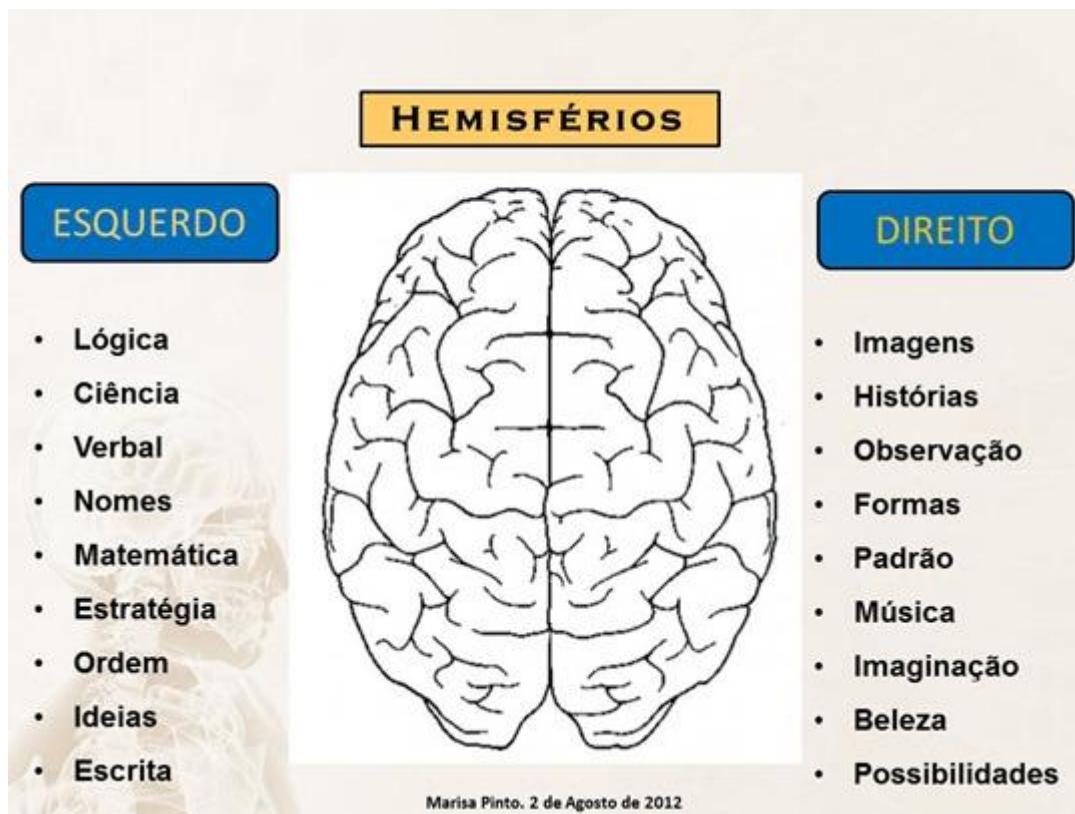 HEMISFÉRIOS
ESQUERDO
• Lógica
• Ciência
• Verbal
• Nomes
• Matemática
• Estratégia
• Ordem
• Ideias
• Escrita
DIREITO
• Imagens
• Histórias
• Observação
• Formas
• Padrão
• Música
• Imaginação
• Beleza
• Possibilidades
Marisa Pinto. 2 de Agosto de 2012